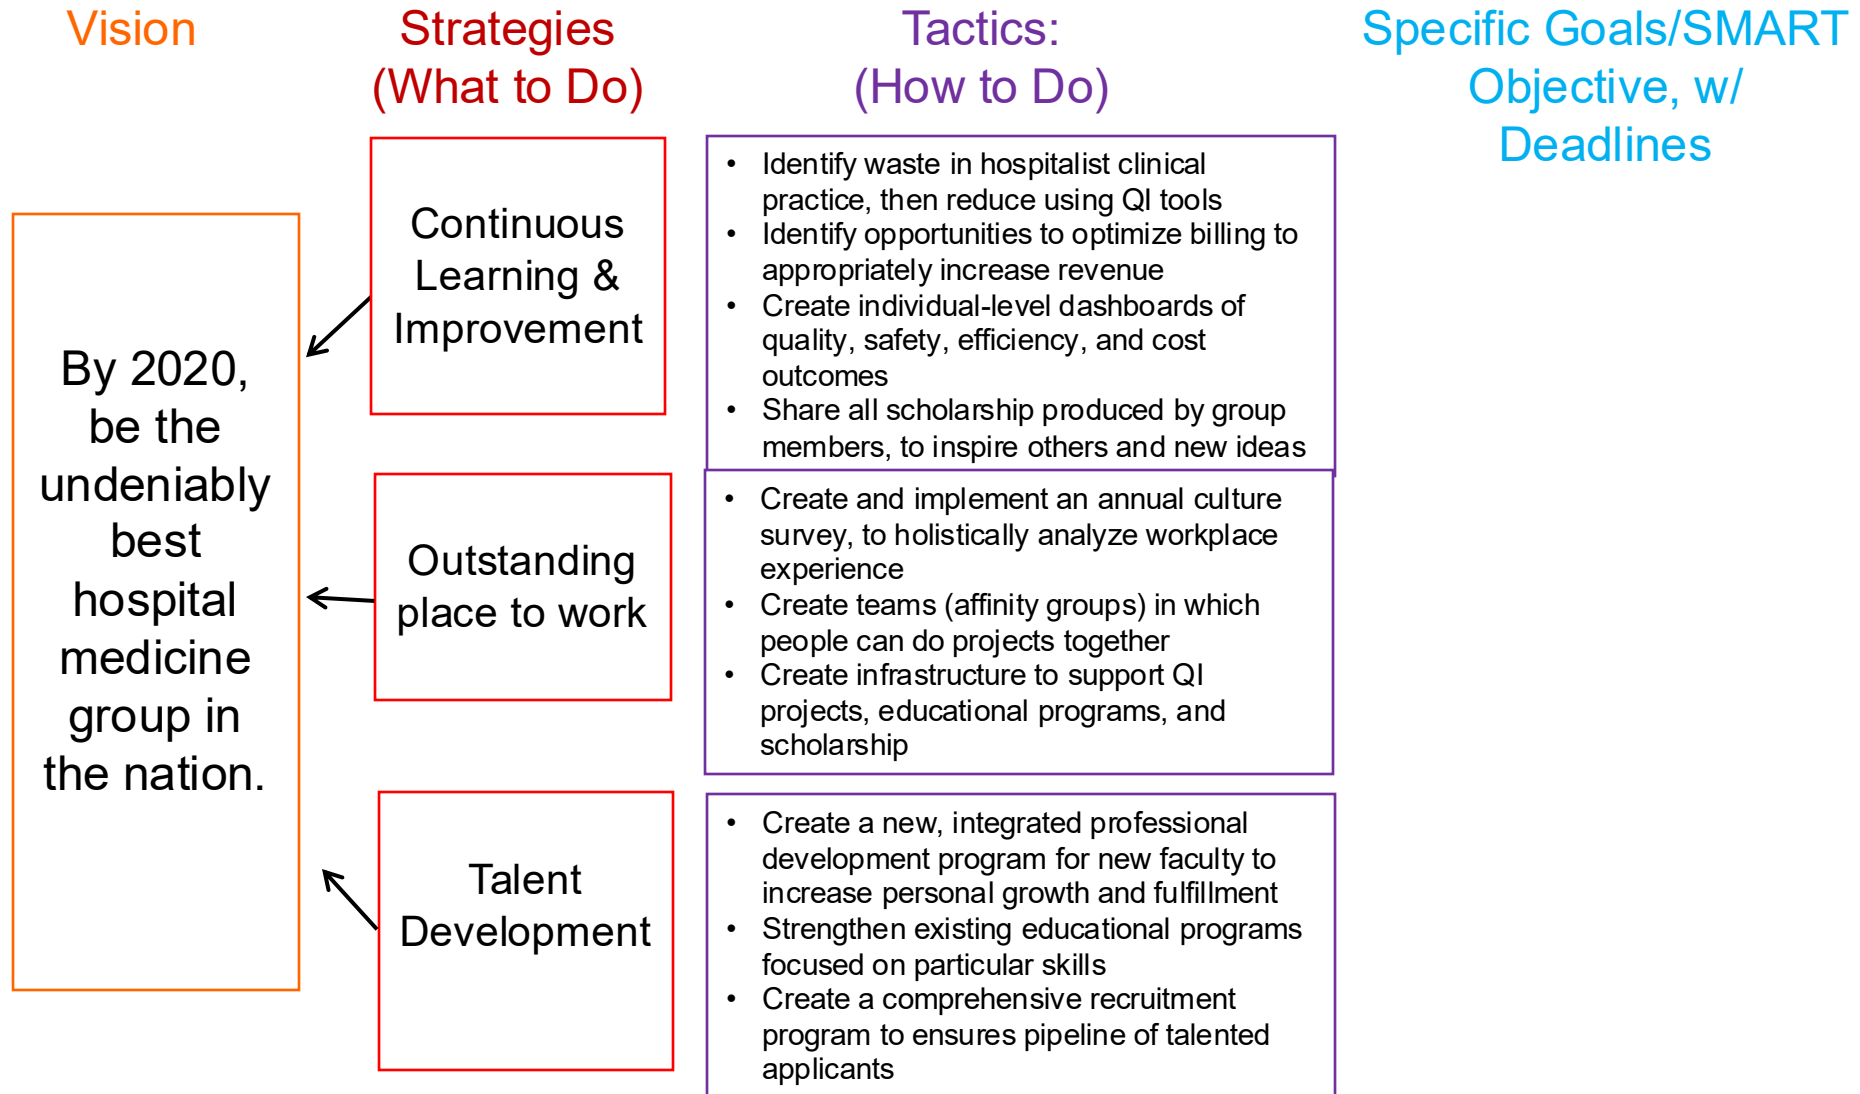 Vision
Strategies
(What to Do)
Tactics:
(How to Do)
Specific Goals/SMART
Objective, w/
Deadlines
By 2020,
be the
undeniably
best
hospital
medicine
group in
the nation.
Continuous
Learning &
Improvement
• Identify waste in hospitalist clinical
practice, then reduce using QI tools
• Identify opportunities to optimize billing to
appropriately increase revenue
• Create individual-level dashboards of
quality, safety, efficiency, and cost
outcomes
• Share all scholarship produced by group
members, to inspire others and new ideas
Outstanding
place to work
• Create and implement an annual culture
survey, to holistically analyze workplace
experience
• Create teams (affinity groups) in which
people can do projects together
• Create infrastructure to support QI
projects, educational programs, and
scholarship
Talent
Development
• Create a new, integrated professional
development program for new faculty to
increase personal growth and fulfillment
• Strengthen existing educational programs
focused on particular skills
• Create a comprehensive recruitment
program to ensures pipeline of talented
applicants